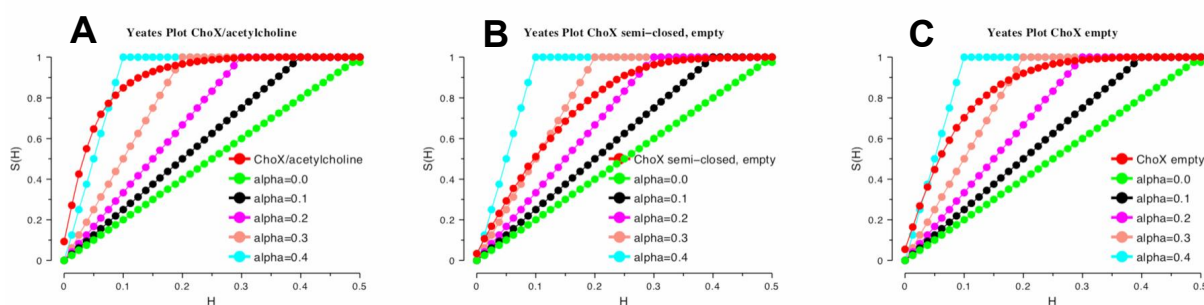 A
Yeates Plot ChoX/acetylcholine
1
0.8
0.6
0.4
0.2
0
S(H)
ChoX/acetylcholine
alpha=0.0
alpha=0.1
alpha=0.2
alpha=0.3
alpha=0.4
0
0.1
0.2
0.3
0.4
0.5
H
B
Yeates Plot ChoX semi-closed, empty
1
0.8
0.6
0.4
0.2
0
S(H)
ChoX semi-closed, empty
alpha=0.0
alpha=0.1
alpha=0.2
alpha=0.3
alpha=0.4
0
0.1
0.2
0.3
0.4
0.5
H
C
Yeates Plot ChoX empty
1
0.8
0.6
0.4
0.2
0
S(H)
ChoX empty
alpha=0.0
alpha=0.1
alpha=0.2
alpha=0.3
alpha=0.4
0
0.1
0.2
0.3
0.4
0.5
H